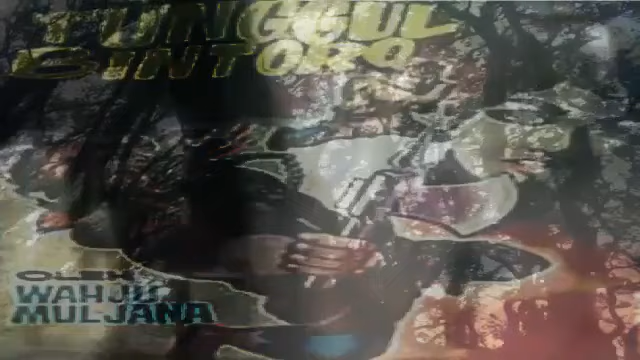 TUNGGUL
BINTORO
OLEH
WAHJU
MULJANA